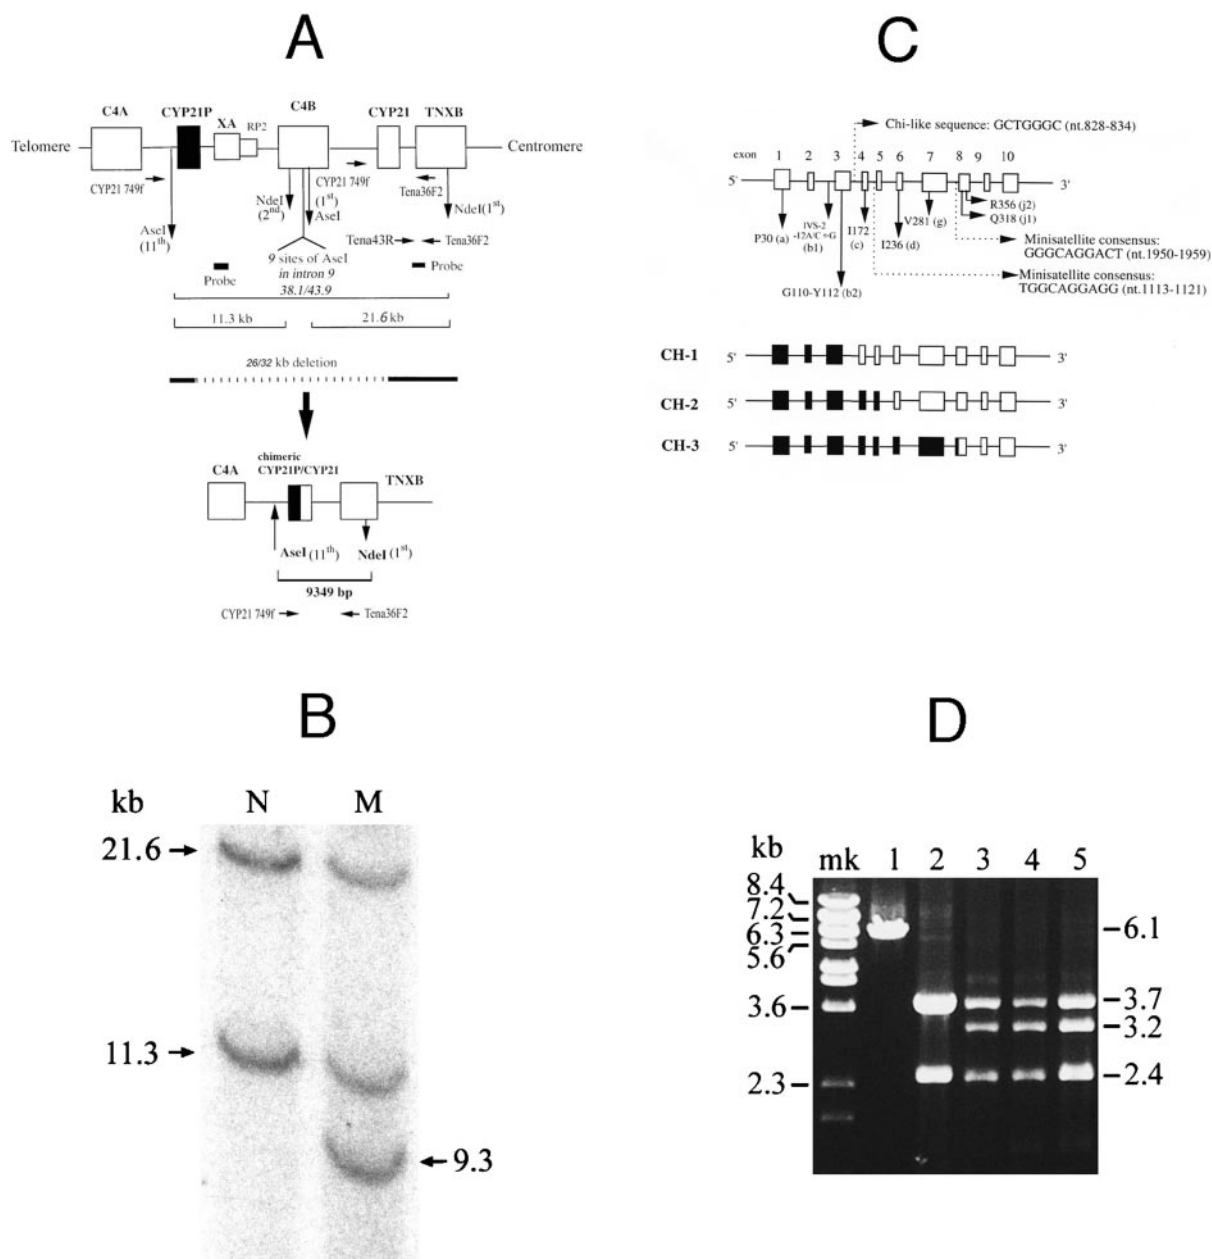 A
C4A
CYP21P
XA
RP2
C4B
CYP21
TNXB
Telomere
Centromere
CYP21 749f
AseI
(11th)
NdeI
(2nd)
CYP21 749f
(1st)
AseI
Tena36F2
NdeI(1st)
Tena43R
Tena36F2
9 sites of AseI
in intron 9
38.1/43.9
Probe
Probe
11.3 kb
21.6 kb
26/32 kb deletion
chimeric
CYP21P/CYP21
C4A
TNXB
AseI (11th)
NdeI (1st)
9349 bp
CYP21 749f
Tena36F2
C
Chi-like sequence: GCTGGGC (nt.828-834)
exon 1 2 3 4 5 6 7 8 9 10
5' 3'
P30 (a)
IVS-2
-12A/C→G
(b1)
I172
(c)
I236 (d)
V281 (g)
R356 (j2)
Q318 (j1)
G110-Y112 (b2)
Minisatellite consensus:
GGGCAGGACT (nt.1950-1959)
Minisatellite consensus:
TGGCAGGAGG (nt.1113-1121)
CH-1 5' 3'
CH-2 5' 3'
CH-3 5' 3'
B
kb N M
21.6
11.3
9.3
D
kb mk 1 2 3 4 5
8.4
7.2
6.3
5.6
3.6
2.3
6.1
3.7
3.2
2.4